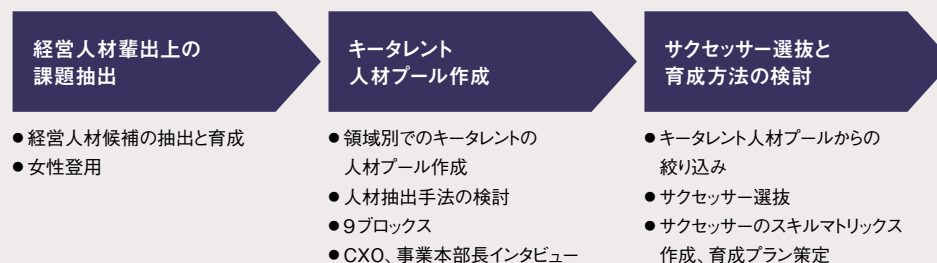 経営人材輩出上の
課題抽出
● 経営人材候補の抽出と育成
● 女性登用
キータレント
人材プール作成
● 領域別でのキータレントの
人材プール作成
● 人材抽出手法の検討
● 9ブロックス
● CXO、事業本部長インタビュー
サクセッサー選抜と
育成方法の検討
● キータレント人材プールからの
絞り込み
● サクセッサー選抜
● サクセッサーのスキルマトリックス
作成、育成プラン策定